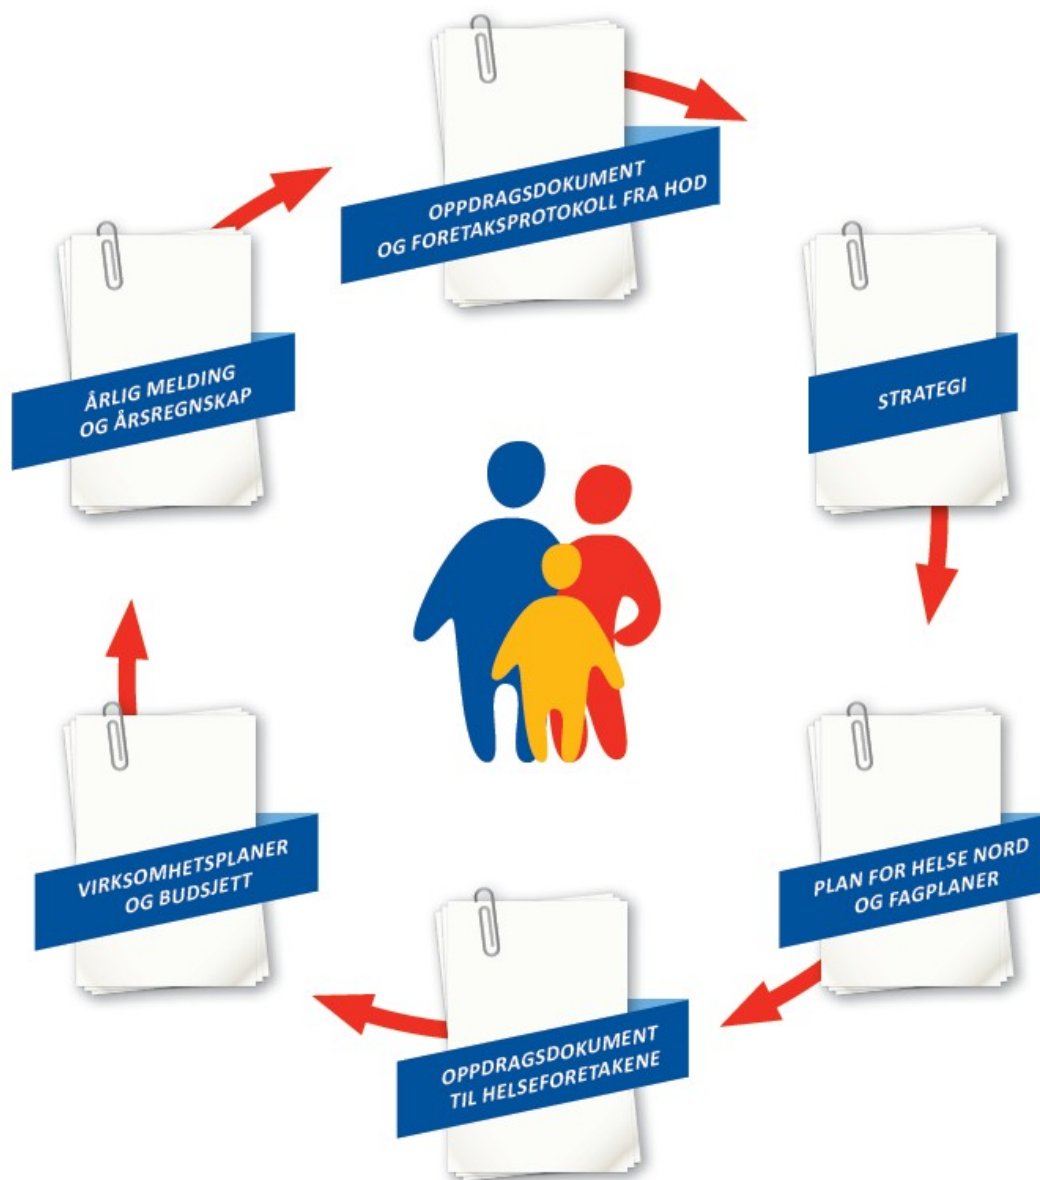 OPPDRAGSDOKUMENT
OG FORETAKSPROTOKOLL FRA HOD
STRATEGI
PLAN FOR HELSE NORD
OG FAGPLANER
OPPDRAGSDOKUMENT
TIL HELSEFORETAKENE
VIRKSOMHETSPLANER
OG BUDSJETT
ÅRLIG MELDING
OG ÅRSREGNSKAP